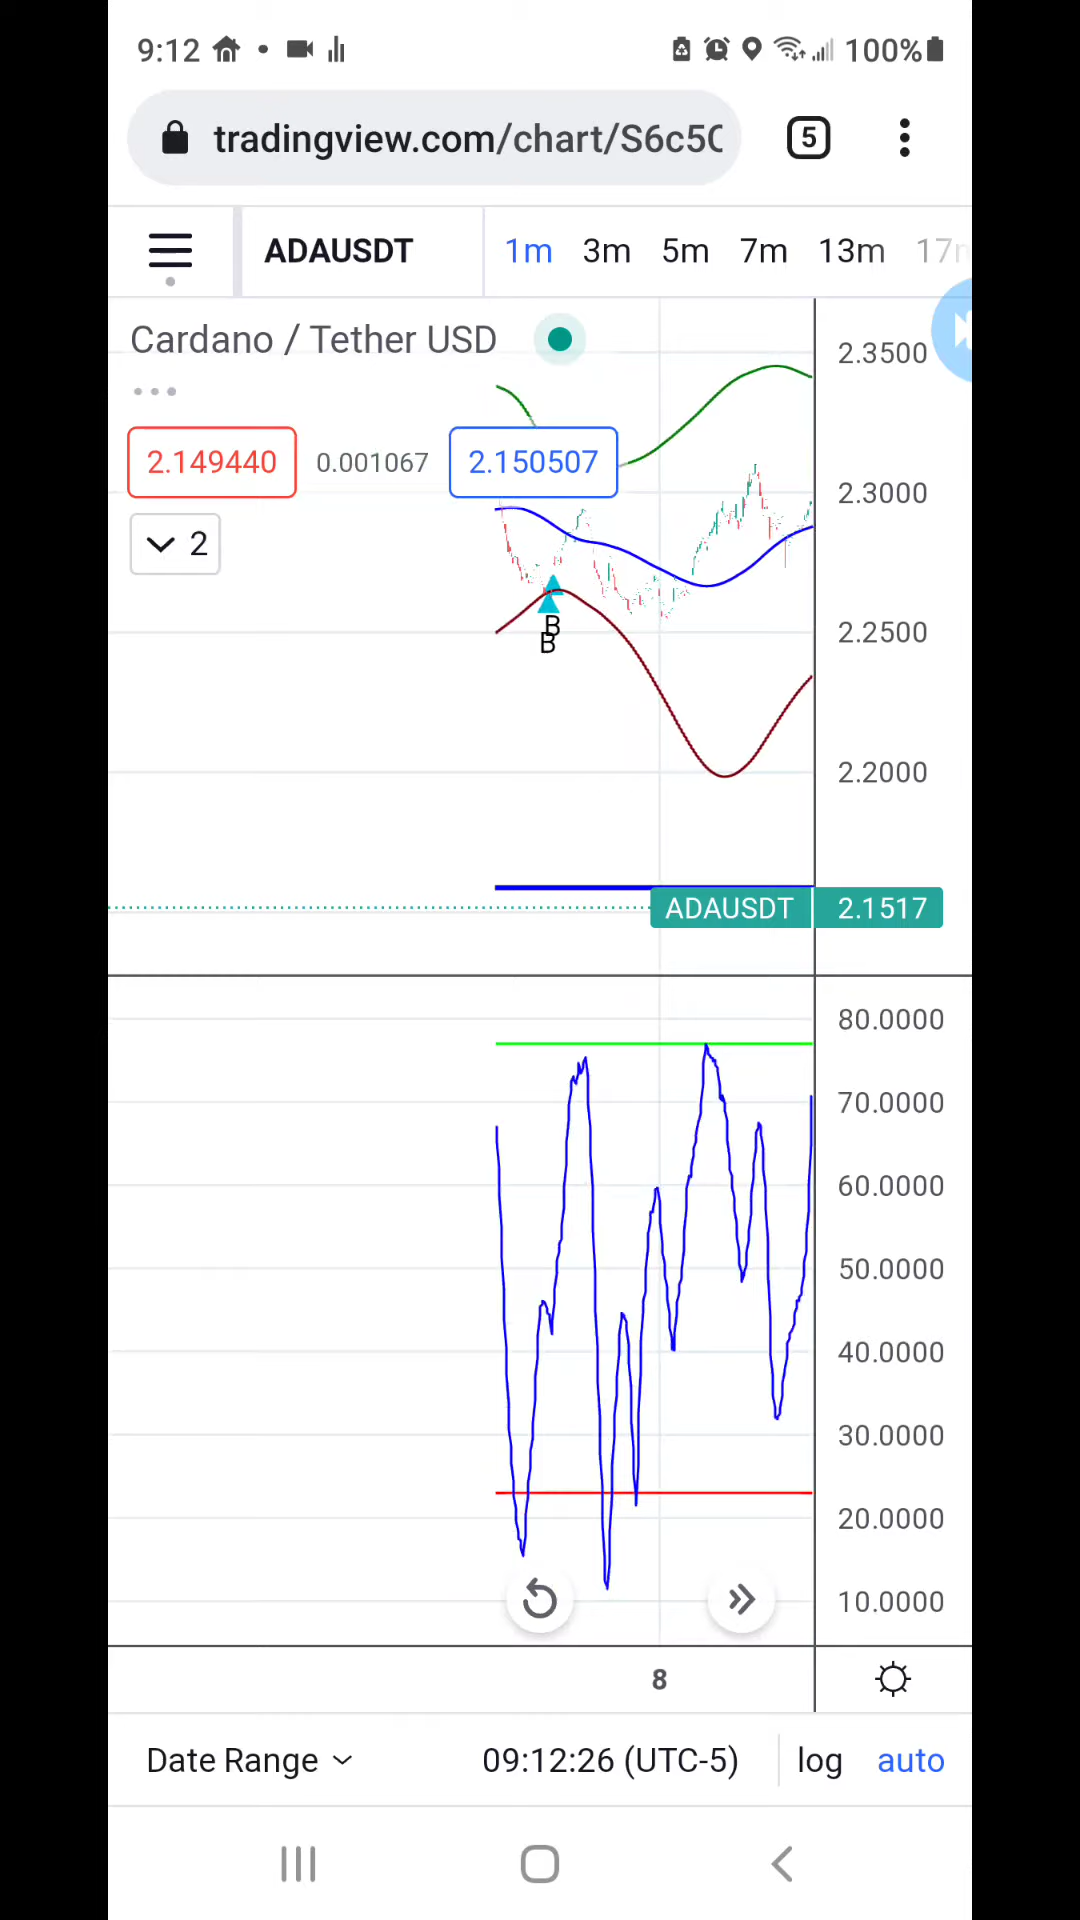 9:12
100%
tradingview.com/chart/S6c5
5
ADAUSDT
1m 3m 5m 7m 13m 17m
Cardano / Tether USD
2.149440
0.001067
2.150507
2
B
B
2.3500
2.3000
2.2500
2.2000
ADAUSDT 2.1517
80.0000
70.0000
60.0000
50.0000
40.0000
30.0000
20.0000
10.0000
8
Date Range
09:12:26 (UTC-5)
log
auto